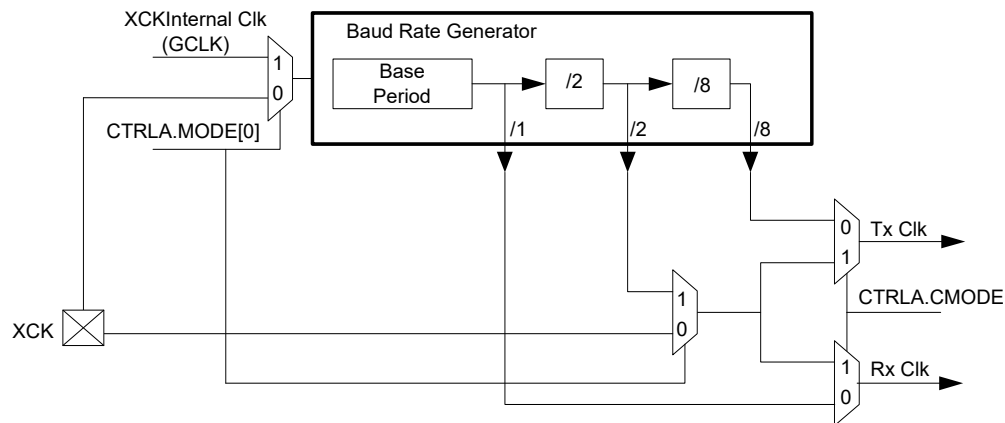 XCKInternal Clk
(GCLK)
1
0
CTRLA.MODE[0]
Baud Rate Generator
Base
Period
/2
/8
/1
/2
/8
0
Tx Clk
1
CTRLA.CMODE
1
0
XCK
1
Rx Clk
0